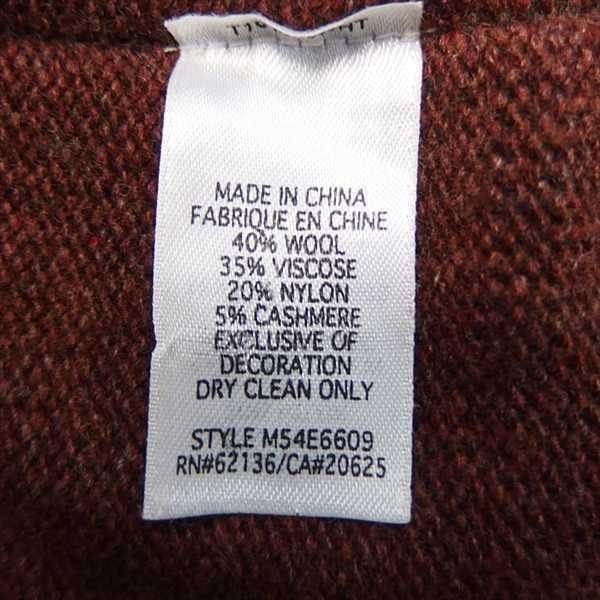 MADE IN CHINA
FABRIQUE EN CHINE
40% WOOL
35% VISCOSE
20% NYLON
5% CASHMERE
EXCLUSIVE OF
DECORATION
DRY CLEAN ONLY
STYLE M54E6609
RN#62136/CA#20625